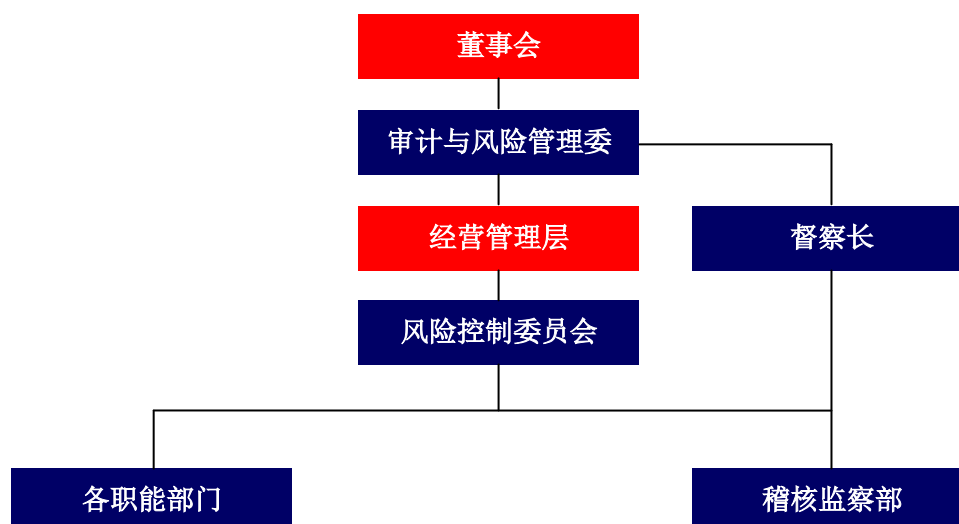 董事会
审计与风险管理委
经营管理层
督察长
风险控制委员会
各职能部门
稽核监察部